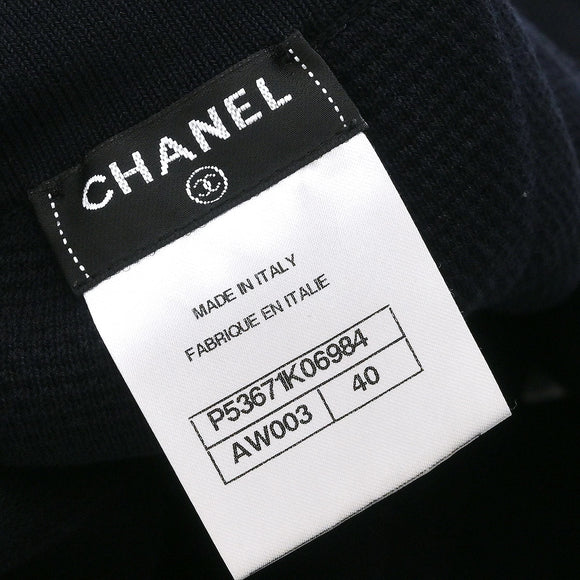 CHANEL
MADE IN ITALY
FABRIQUE EN ITALIE
P53671K06984
AW003 40